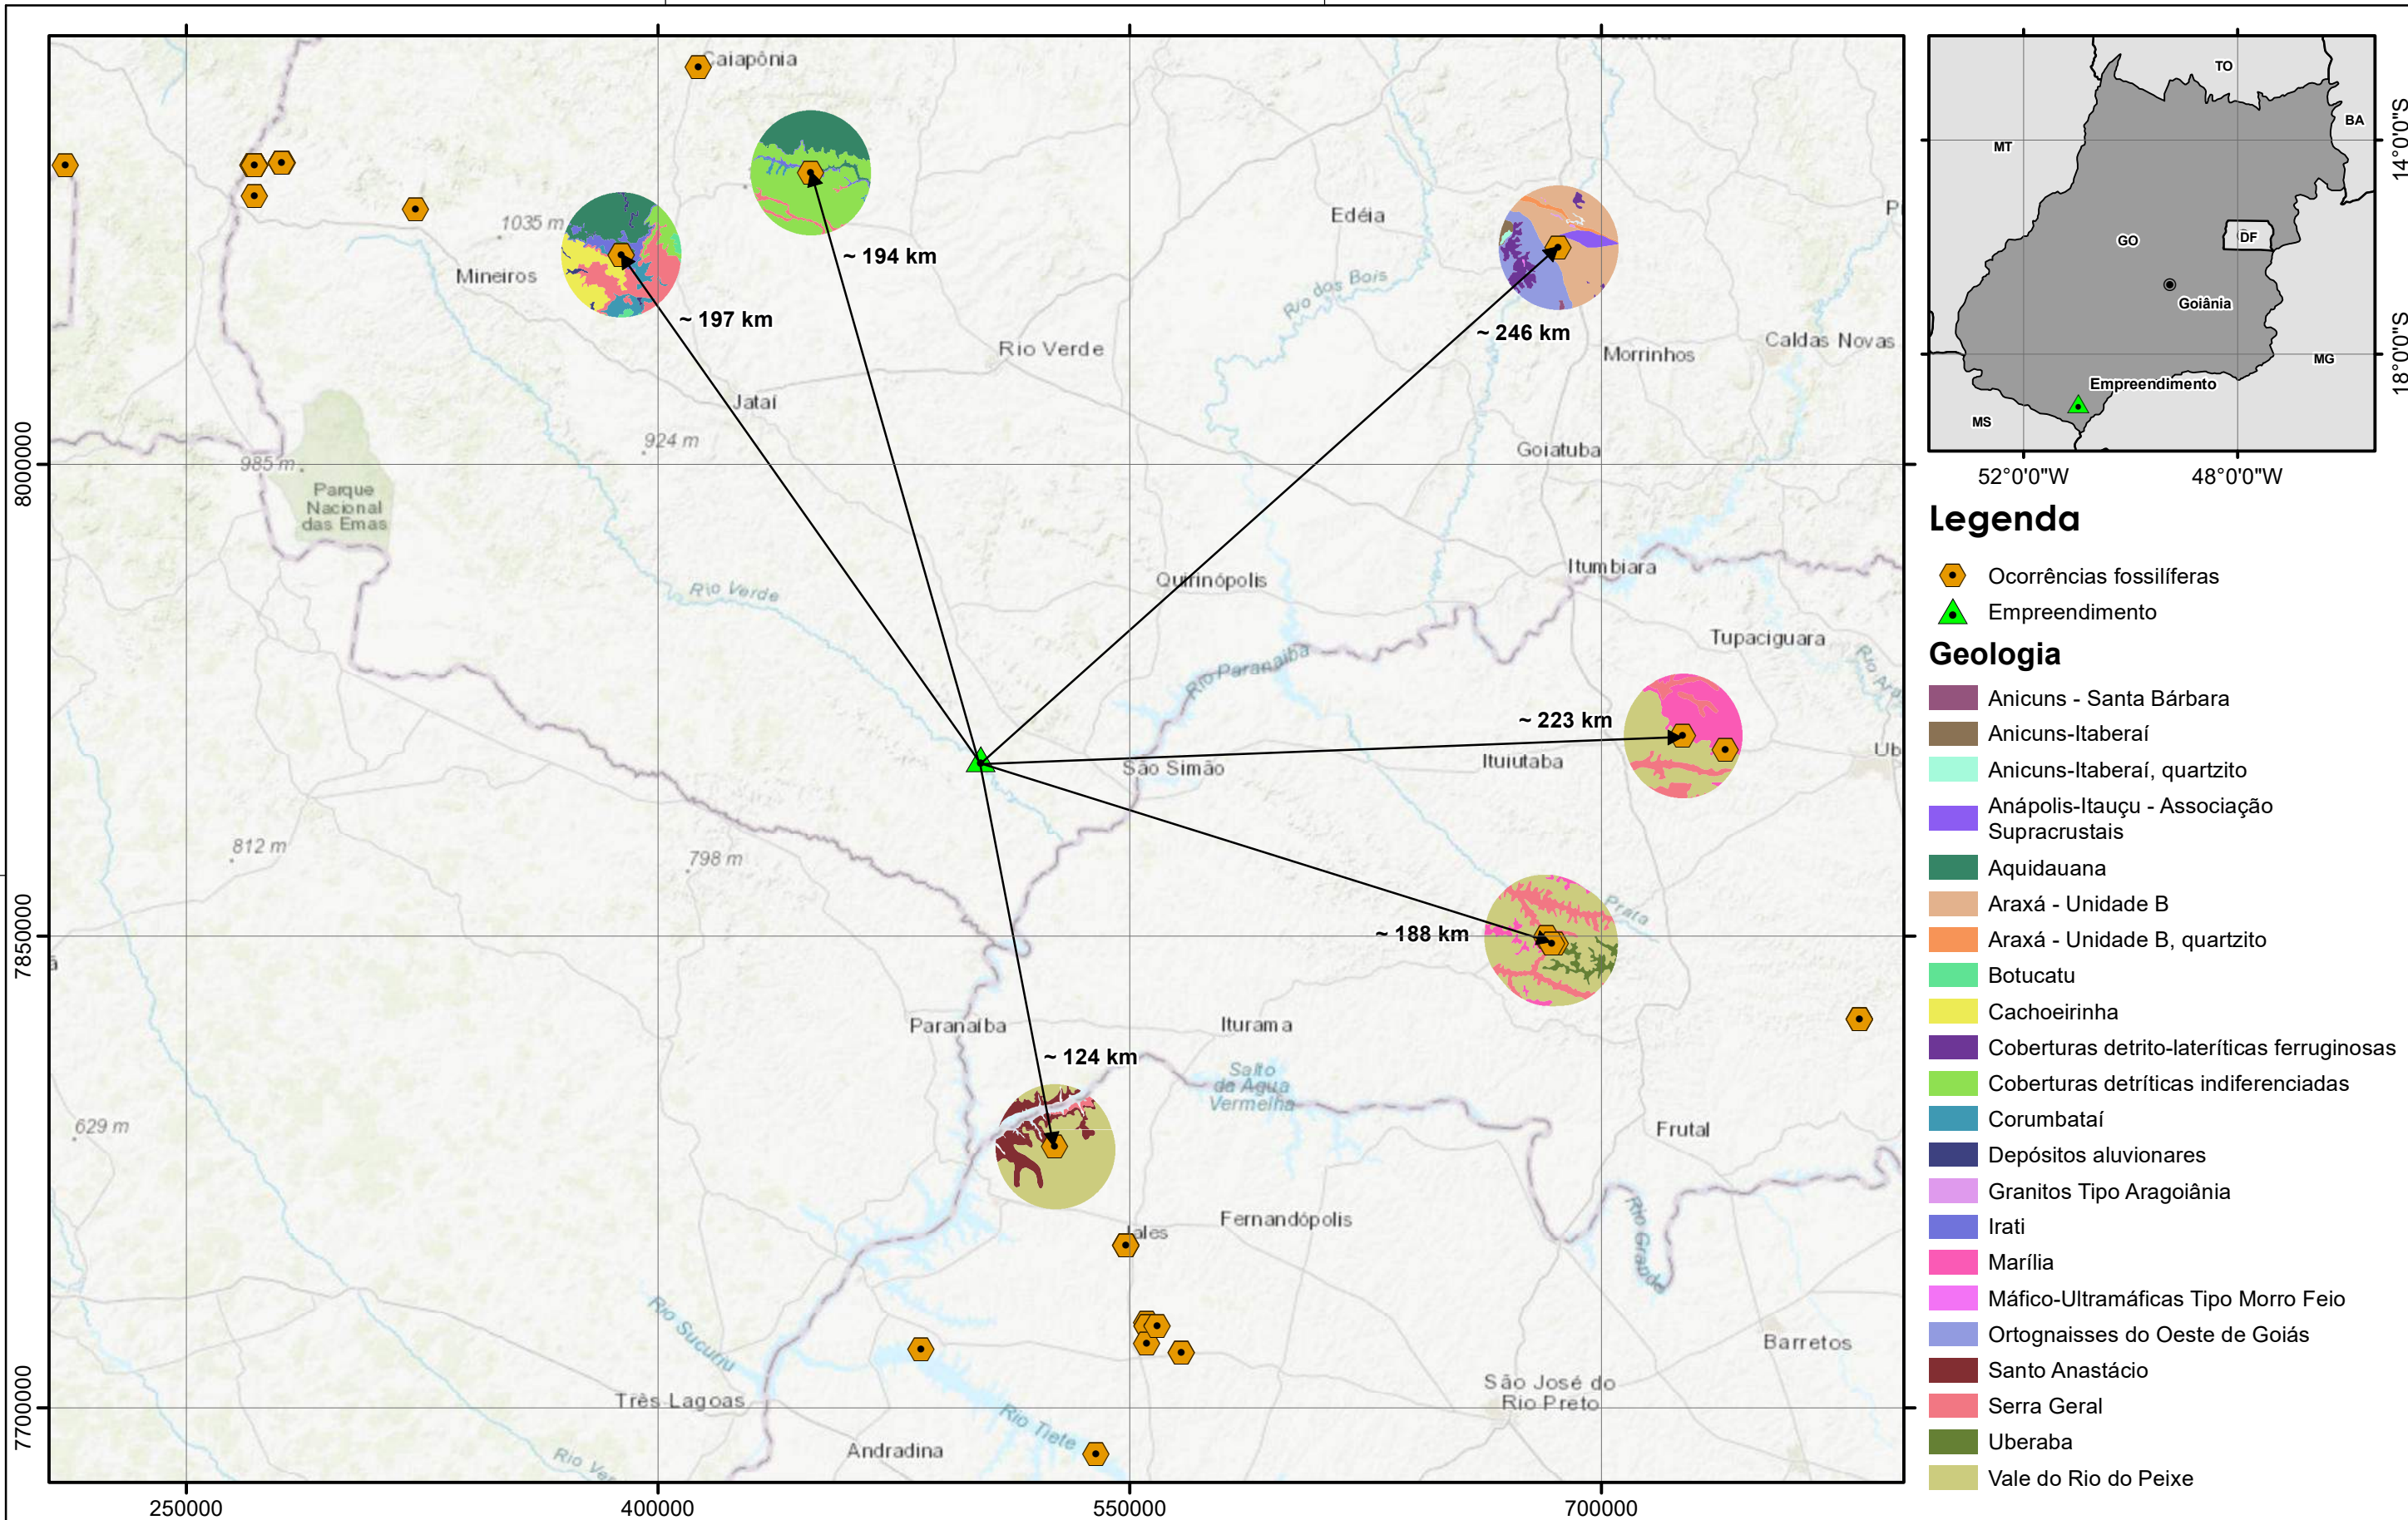 Caiapônia
1035 m
Mineiros
~ 194 km
~ 197 km
Edéia
Rio dos Bois
~ 246 km
Morrinhos
Caldas Novas
Rio Verde
Jataí
924 m
985 m
Goiatuba
Parque
Nacional
das Emas
Rio Verde
Quirinópolis
Itumbiara
Tupaciguara
Rio Paranaíba
~ 223 km
São Simão
Ituiutaba
Ub
812 m
798 m
Prata
~ 188 km
Paranaíba
Iturama
~ 124 km
Salto
da Agua
Vermelha
629 m
Frutal
Jales
Fernandópolis
Rio Grande
Rio Sucuriu
Barretos
Três Lagoas
São José do
Rio Preto
Rio Tiete
Andradina
Rio Ver
8000000
7850000
7700000
250000
400000
550000
700000
TO
BA
MT
GO
DF
Goiânia
MG
Empreendimento
MS
14°0'0"S
18°0'0"S
52°0'0"W
48°0'0"W
Legenda
Ocorrências fossilíferas
Empreendimento
Geologia
Anicuns - Santa Bárbara
Anicuns-Itaberaí
Anicuns-Itaberaí, quartzito
Anápolis-Itauçu - Associação
Supracrustais
Aquidauana
Araxá - Unidade B
Araxá - Unidade B, quartzito
Botucatu
Cachoeirinha
Coberturas detrito-lateríticas ferruginosas
Coberturas detríticas indiferenciadas
Corumbataí
Depósitos aluvionares
Granitos Tipo Aragoiânia
Irati
Marília
Máfico-Ultramáficas Tipo Morro Feio
Ortognaisses do Oeste de Goiás
Santo Anastácio
Serra Geral
Uberaba
Vale do Rio do Peixe